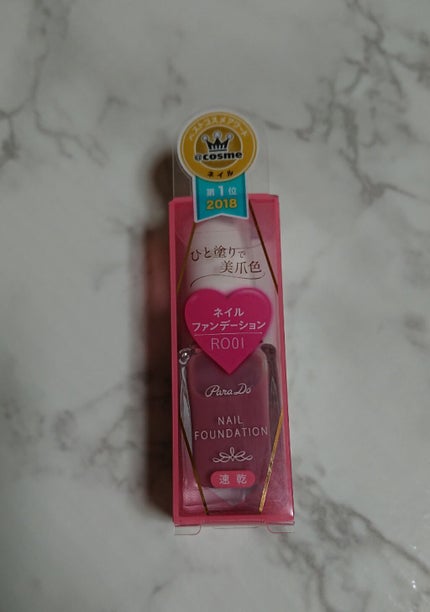 ベストコスメアワード
@cosme
ネイル
第1位
2018
ひと塗りで
美爪色
ネイル
ファンデーション
RO01
Para Do
NAIL
FOUNDATION
速乾